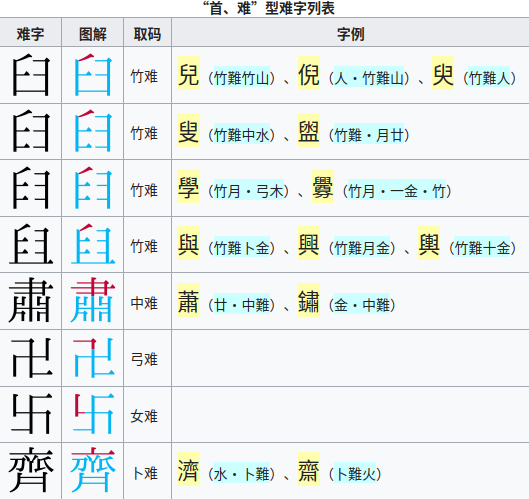 “首、难”型难字列表
难字 图解 取码 字例
臼 臼 竹难 兒（竹難竹山）、倪（人・竹難山）、臾（竹難人）
臼 臼 竹难 叟（竹難中水）、盥（竹難・月廿）
𦥑 𦥑 竹难 學（竹月・弓木）、釁（竹月・一金・竹）
竹难 與（竹難卜金）、興（竹難月金）、輿（竹難十金）
肅 肅 中难 蕭（廿・中難）、鏽（金・中難）
卍 卍 弓难
卐 卐 女难
齊 齊 卜难 濟（水・卜難）、齋（卜難火）